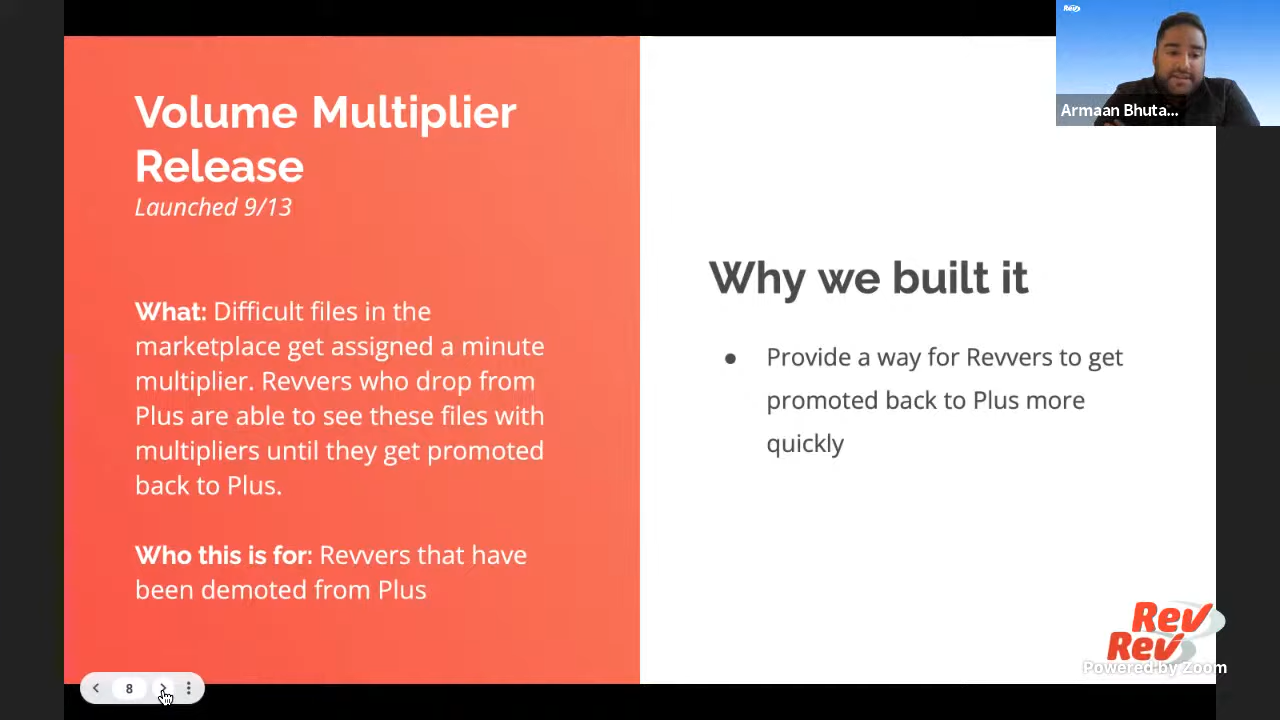 Volume Multiplier
Release
Launched 9/13
What: Difficult files in the
marketplace get assigned a minute
multiplier. Revvers who drop from
Plus are able to see these files with
multipliers until they get promoted
back to Plus.
Who this is for: Revvers that have
been demoted from Plus
Why we built it
● Provide a way for Revvers to get
promoted back to Plus more
quickly
Rev
Armaan Bhuta...
Rev
Rev
Powered by Zoom
8